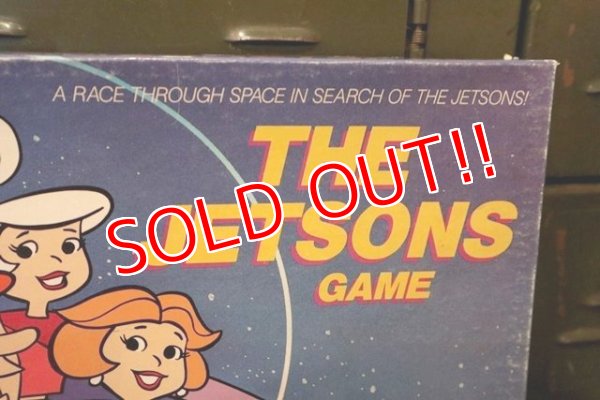 A RACE THROUGH SPACE IN SEARCH OF THE JETSONS!
THE
JETSONS
GAME
SOLD OUT!!